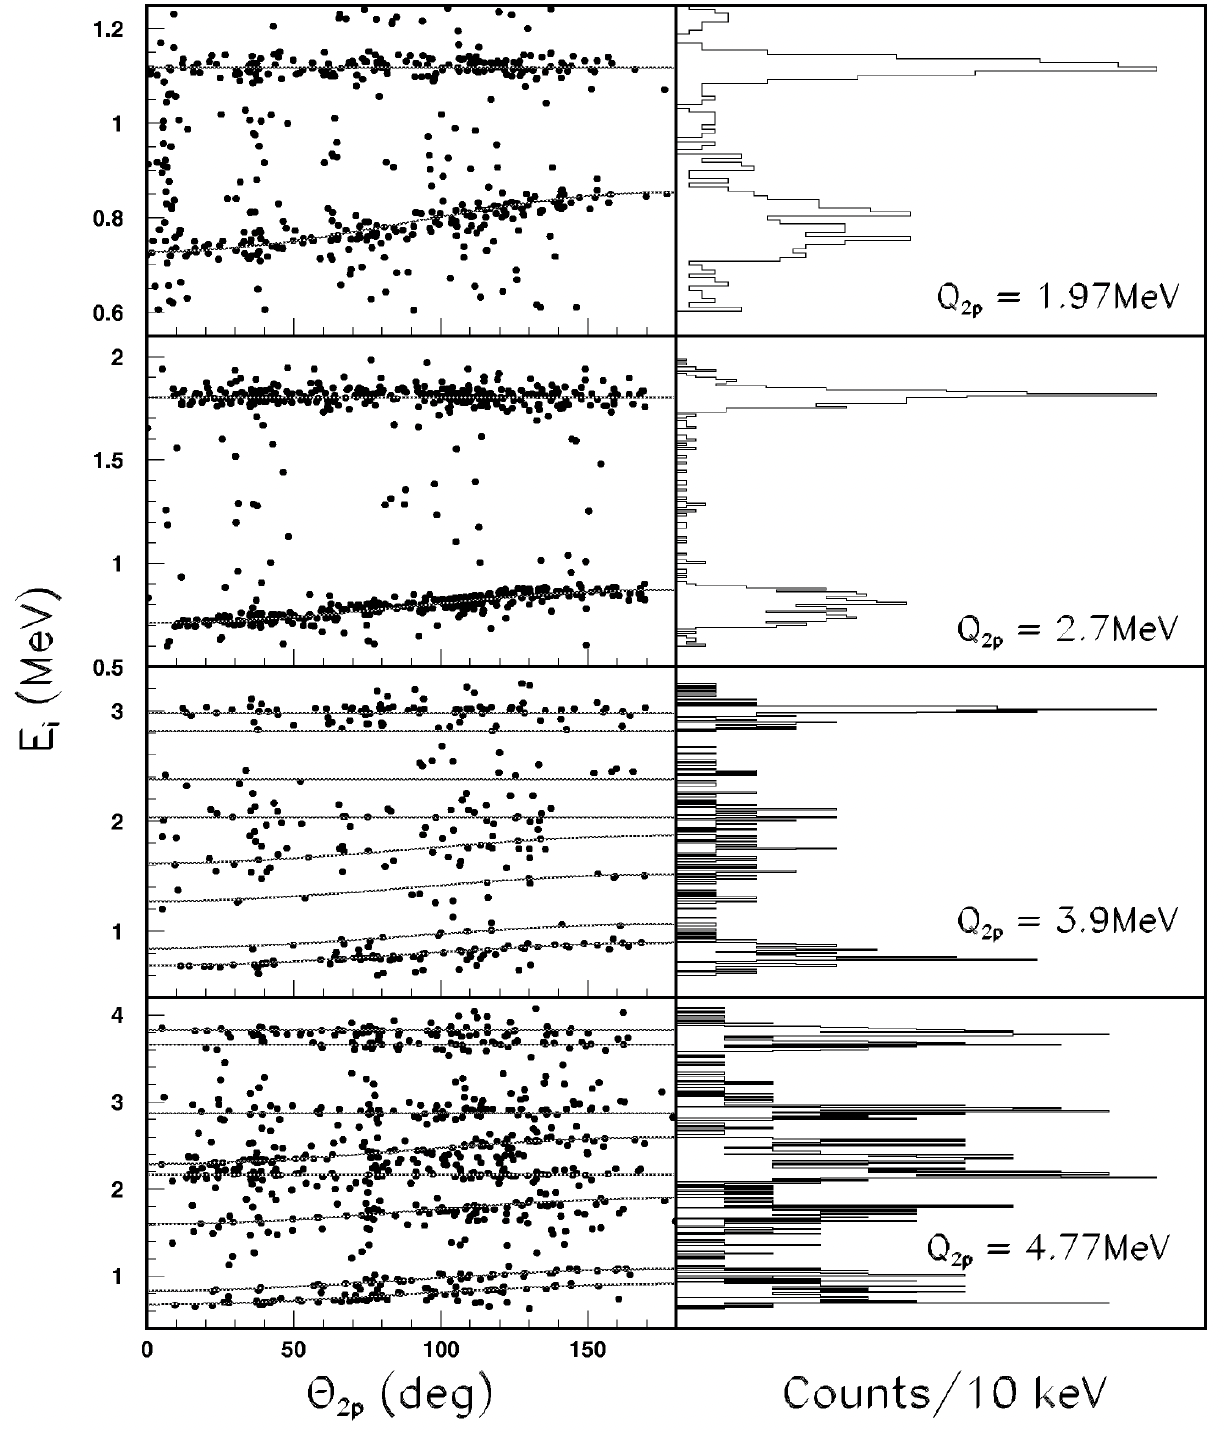 1.2
1
0.8
0.6
Q2p = 1.97MeV
2
1.5
1
0.5
Q2p = 2.7MeV
Ei (MeV)
3
2
1
Q2p = 3.9MeV
4
3
2
1
Q2p = 4.77MeV
0 50 100 150
Θ2p (deg)
Counts/10 keV